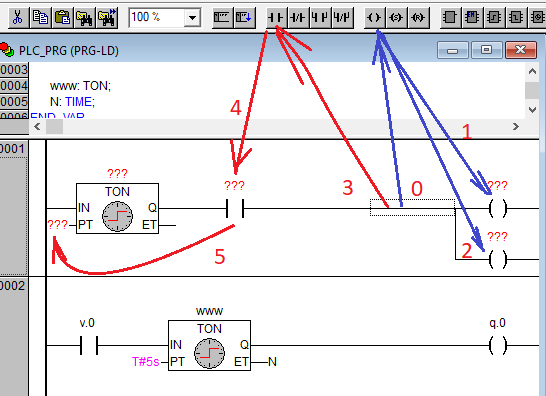 100 %
PLC_PRG (PRG-LD)
0003
0004 www: TON;
0005 N: TIME;
0006 END_VAR
4
1
0001
???
TON
IN Q
??? PT ET
???
3
0
???
5
2
???
0002
v.0
www
TON
IN Q
T#5s PT ET N
q.0